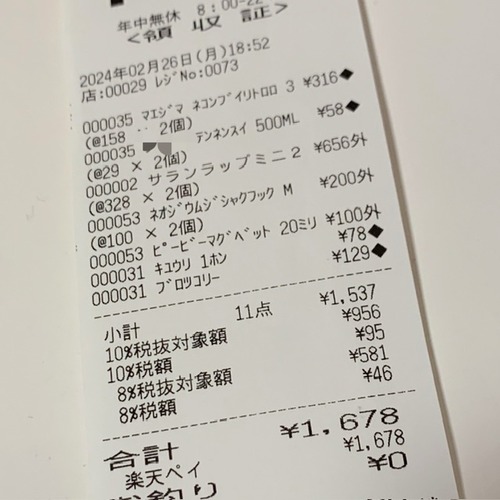 年中無休 8:00-22
<領収証>
2024年02月26日(月)18:52
店:00029 レジNo:0073
000035 マエジマ ネコンブイリトロロ 3 ¥316◆
(@158 2個)
000035 テンネンスイ 500ML ¥58◆
(@29 × 2個)
000002 サランラップミニ2 ¥656外
(@328 × 2個)
000053 ネオジウムジシャクフック M ¥200外
(@100 × 2個)
000053 ピーピーマグペット 20ミリ ¥100外
000031 キユウリ 1ホン ¥78◆
000031 ブロツコリー ¥129◆
小計 11点 ¥1,537
10%税抜対象額 ¥956
10%税額 ¥95
8%税抜対象額 ¥581
8%税額 ¥46
合計 ¥1,678
楽天ペイ ¥1,678
お釣り ¥0